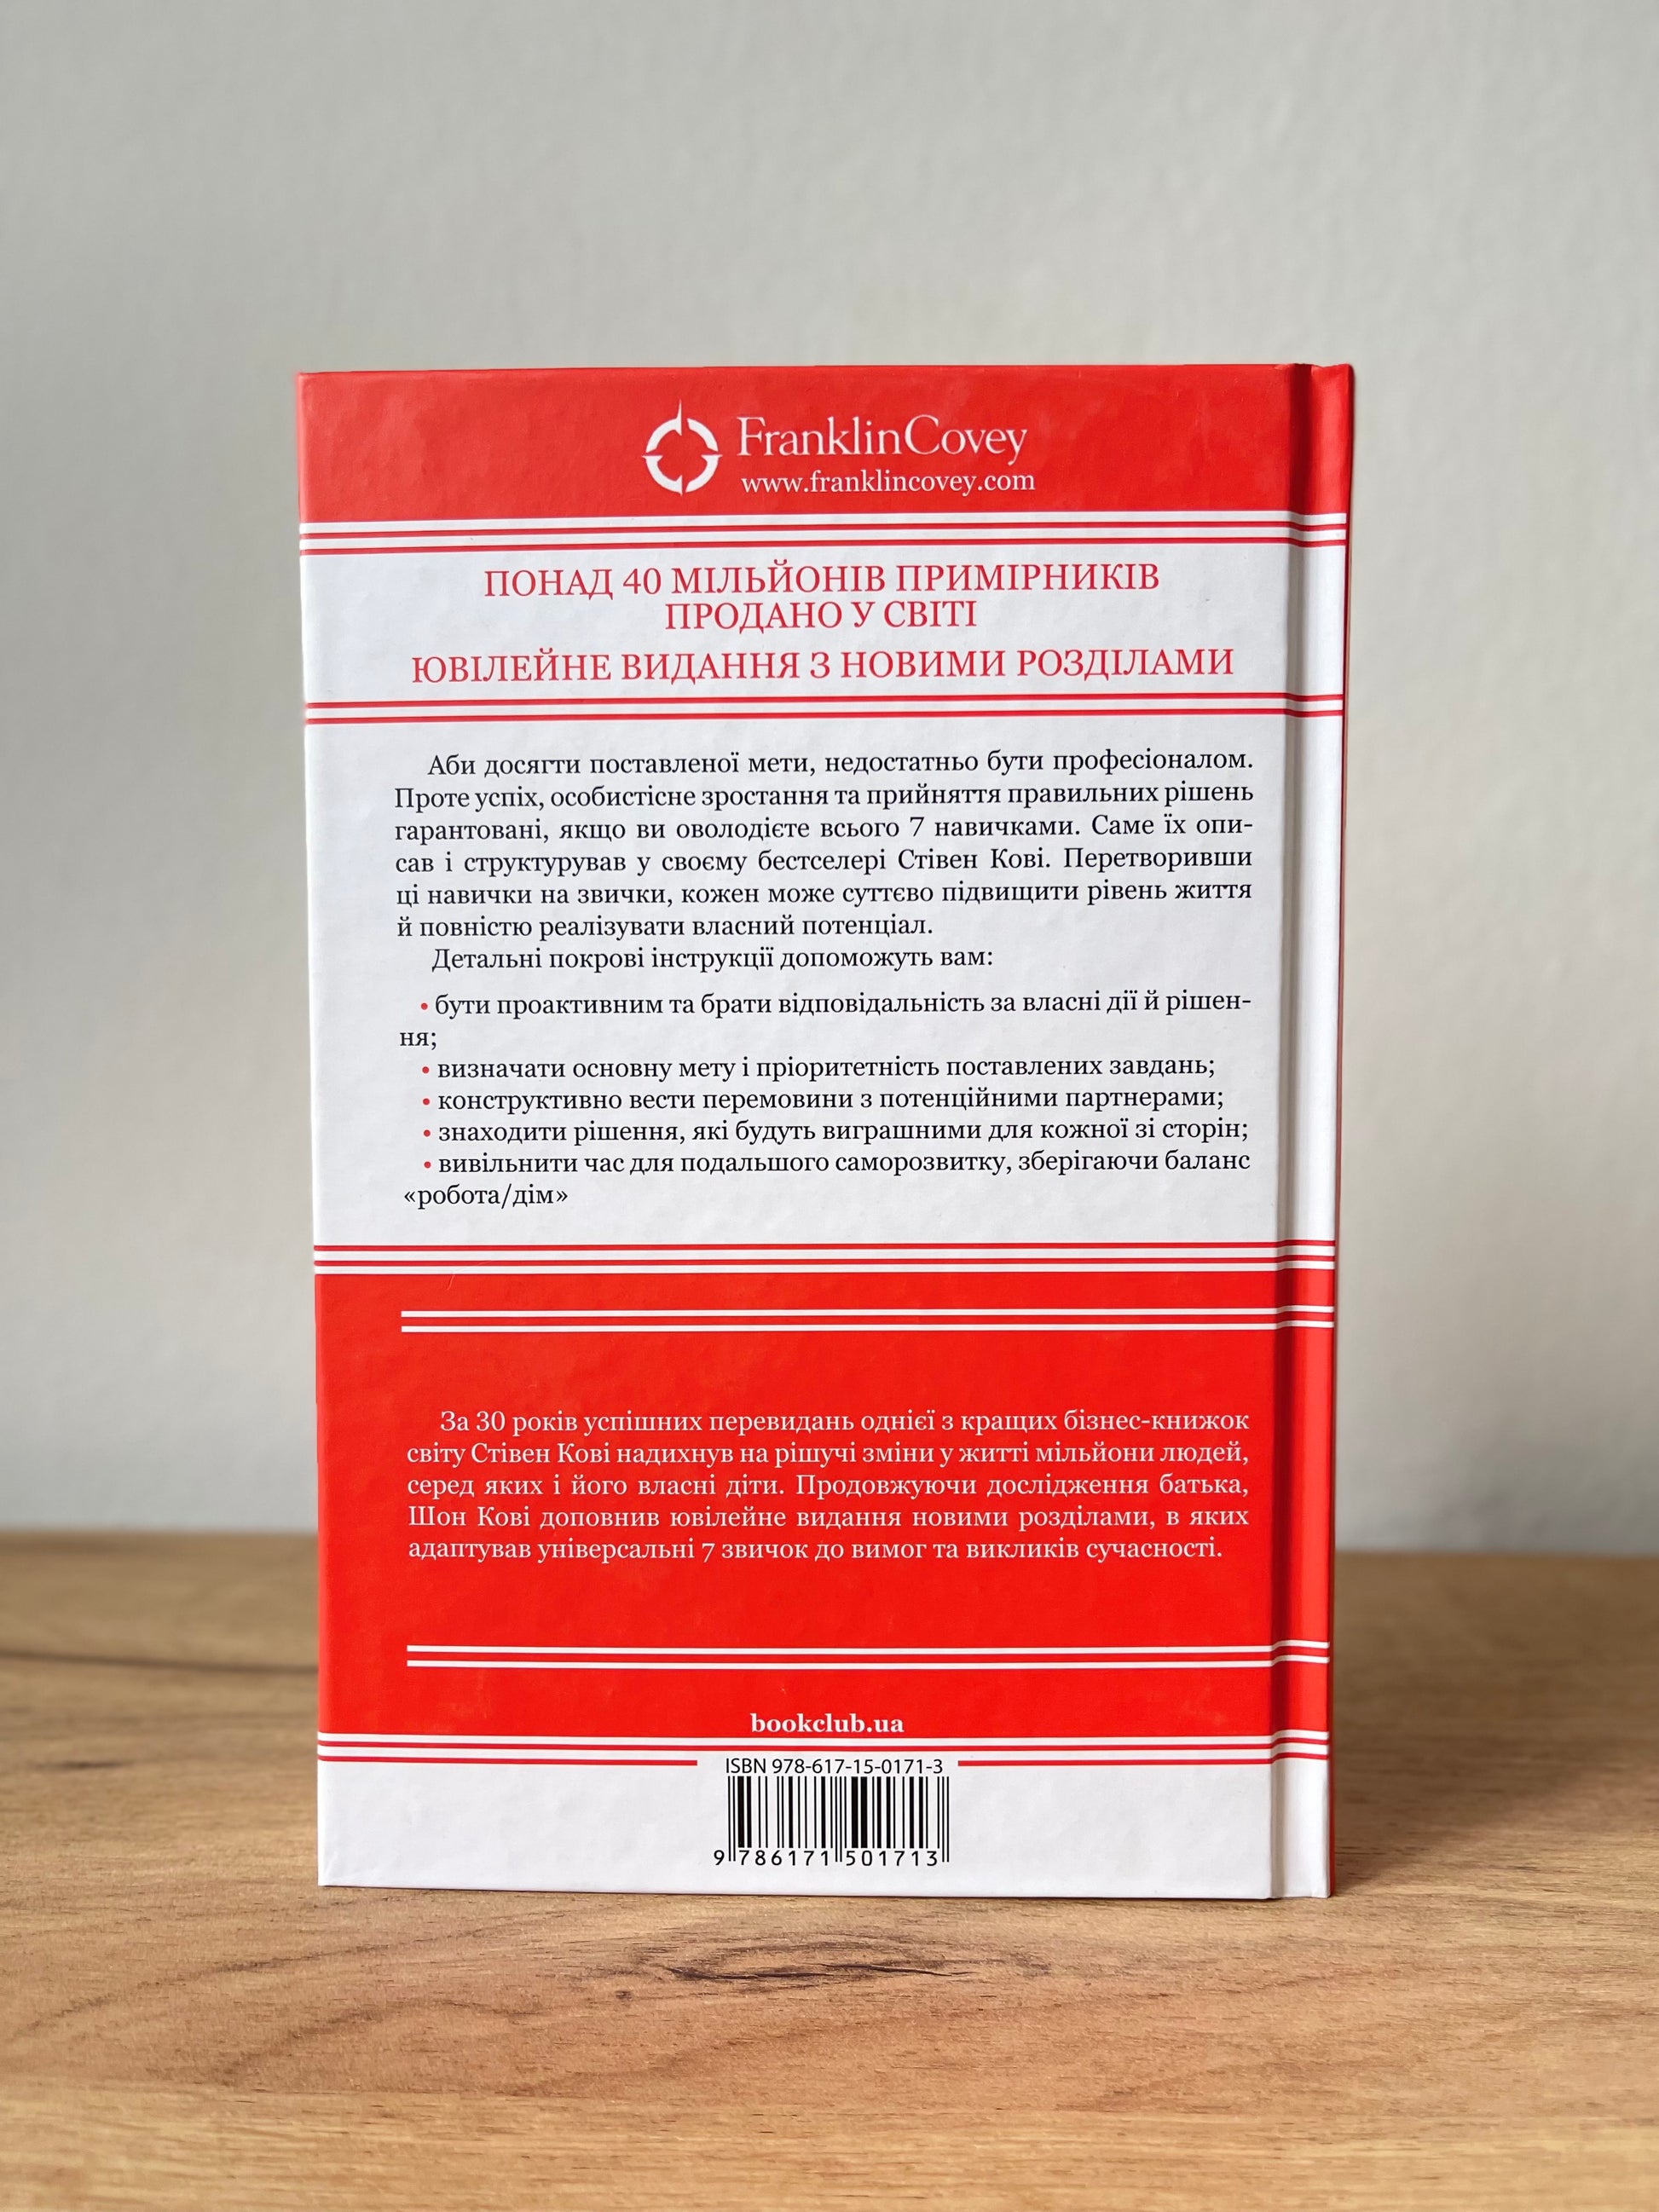 FranklinCovey
www.franklincovey.com
ПОНАД 40 МІЛЬЙОНІВ ПРИМІРНИКІВ
ПРОДАНО У СВІТІ
ЮВІЛЕЙНЕ ВИДАННЯ З НОВИМИ РОЗДІЛАМИ
Аби досягти поставленої мети, недостатньо бути професіоналом.
Проте успіх, особистісне зростання та прийняття правильних рішень
гарантовані, якщо ви оволодієте всього 7 навичками. Саме їх опи-
сав і структурував у своєму бестселері Стівен Кові. Перетворивши
ці навички на звички, кожен може суттєво підвищити рівень життя
й повністю реалізувати власний потенціал.
Детальні покрові інструкції допоможуть вам:
• бути проактивним та брати відповідальність за власні дії й рішен-
ня;
• визначати основну мету і пріоритетність поставлених завдань;
• конструктивно вести перемовини з потенційними партнерами;
• знаходити рішення, які будуть виграшними для кожної зі сторін;
• вивільнити час для подальшого саморозвитку, зберігаючи баланс
«робота/дім»
За 30 років успішних перевидань однієї з кращих бізнес-книжок
світу Стівен Кові надихнув на рішучі зміни у житті мільйони людей,
серед яких і його власні діти. Продовжуючи дослідження батька,
Шон Кові доповнив ювілейне видання новими розділами, в яких
адаптував універсальні 7 звичок до вимог та викликів сучасності.
bookclub.ua
ISBN 978-617-15-0171-3
9 786171 501713